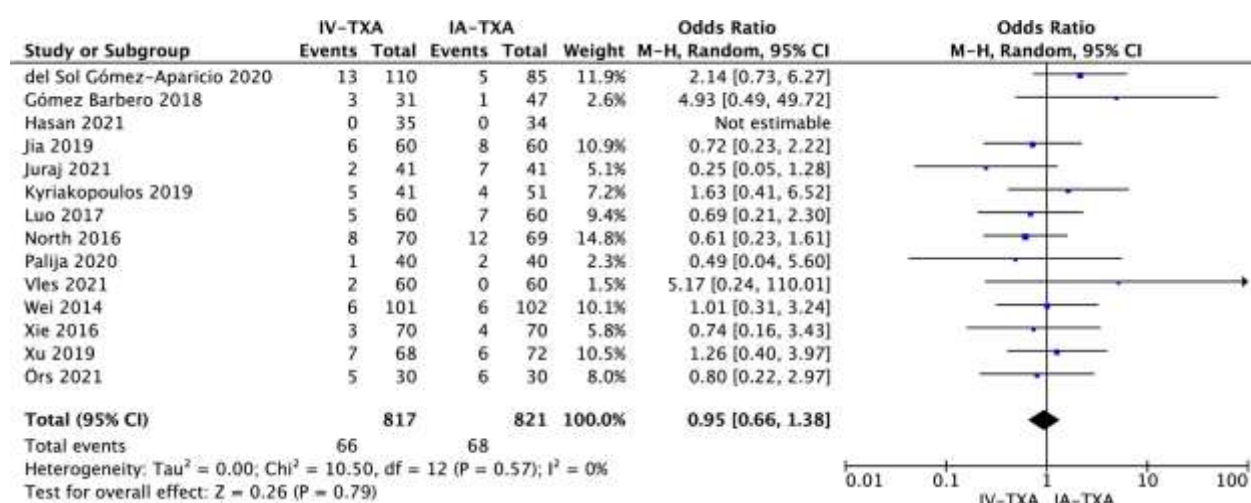 IV-TXA IA-TXA Odds Ratio Odds Ratio
Study or Subgroup Events Total Events Total Weight M-H, Random, 95% CI M-H, Random, 95% CI
del Sol Gómez-Aparicio 2020 13 110 5 85 11.9% 2.14 [0.73, 6.27]
Gómez Barbero 2018 3 31 1 47 2.6% 4.93 [0.49, 49.72]
Hasan 2021 0 35 0 34 Not estimable
Jia 2019 6 60 8 60 10.9% 0.72 [0.23, 2.22]
Juraj 2021 2 41 7 41 5.1% 0.25 [0.05, 1.28]
Kyriakopoulos 2019 5 41 4 51 7.2% 1.63 [0.41, 6.52]
Luo 2017 5 60 7 60 9.4% 0.69 [0.21, 2.30]
North 2016 8 70 12 69 14.8% 0.61 [0.23, 1.61]
Palija 2020 1 40 2 40 2.3% 0.49 [0.04, 5.60]
Vles 2021 2 60 0 60 1.5% 5.17 [0.24, 110.01]
Wei 2014 6 101 6 102 10.1% 1.01 [0.31, 3.24]
Xie 2016 3 70 4 70 5.8% 0.74 [0.16, 3.43]
Xu 2019 7 68 6 72 10.5% 1.26 [0.40, 3.97]
Örs 2021 5 30 6 30 8.0% 0.80 [0.22, 2.97]
Total (95% CI) 817 821 100.0% 0.95 [0.66, 1.38]
Total events 66 68
Heterogeneity: Tau² = 0.00; Chi² = 10.50, df = 12 (P = 0.57); I² = 0%
Test for overall effect: Z = 0.26 (P = 0.79)
0.01 0.1 1 10 100
IV-TXA IA-TXA